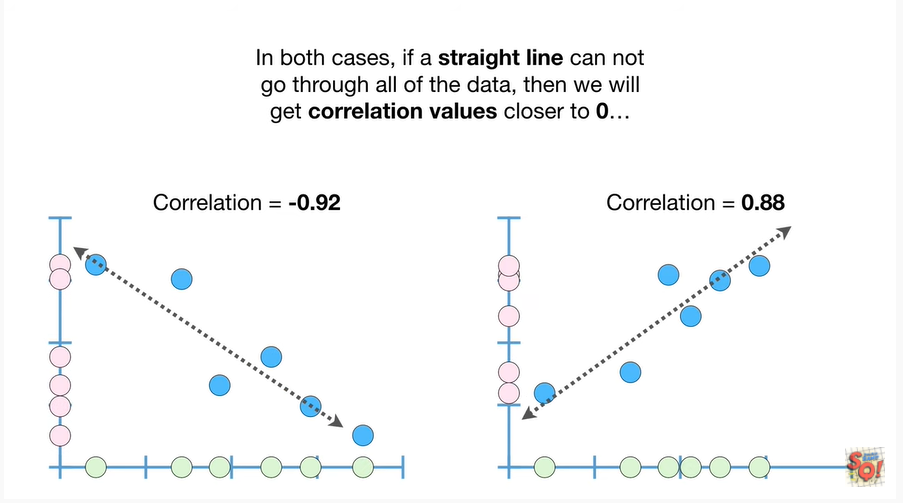 In both cases, if a straight line can not
go through all of the data, then we will
get correlation values closer to 0…
Correlation = -0.92
Correlation = 0.88
SQ!